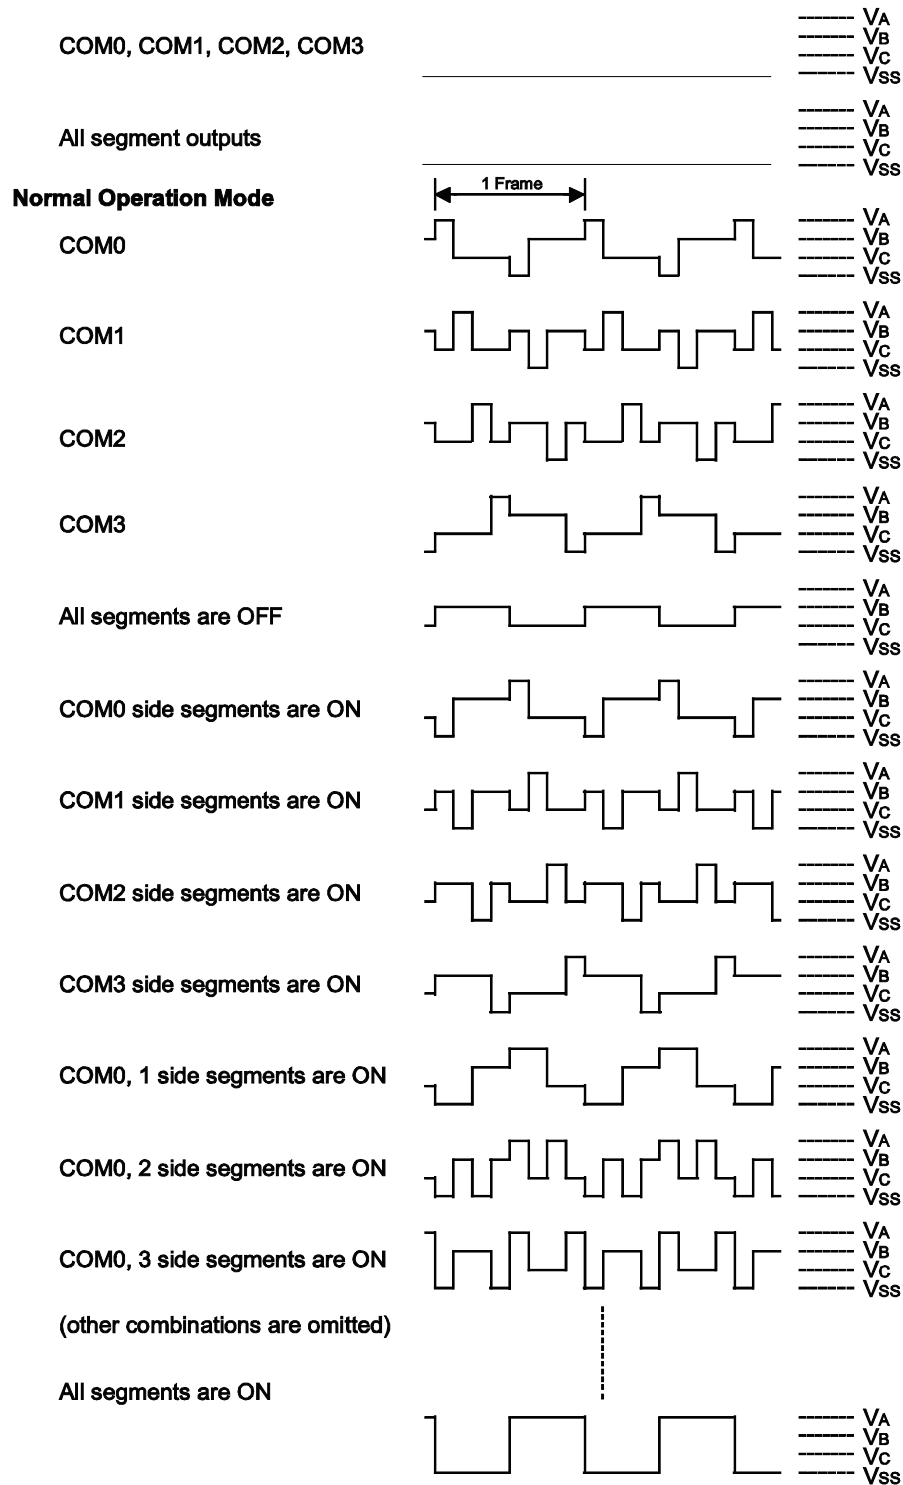 COM0, COM1, COM2, COM3
VA
VB
VC
VSS
All segment outputs
VA
VB
VC
VSS
Normal Operation Mode
1 Frame
COM0
VA
VB
VC
VSS
COM1
VA
VB
VC
VSS
COM2
VA
VB
VC
VSS
COM3
VA
VB
VC
VSS
All segments are OFF
VA
VB
VC
VSS
COM0 side segments are ON
VA
VB
VC
VSS
COM1 side segments are ON
VA
VB
VC
VSS
COM2 side segments are ON
VA
VB
VC
VSS
COM3 side segments are ON
VA
VB
VC
VSS
COM0, 1 side segments are ON
VA
VB
VC
VSS
COM0, 2 side segments are ON
VA
VB
VC
VSS
COM0, 3 side segments are ON
VA
VB
VC
VSS
(other combinations are omitted)
All segments are ON
VA
VB
VC
VSS